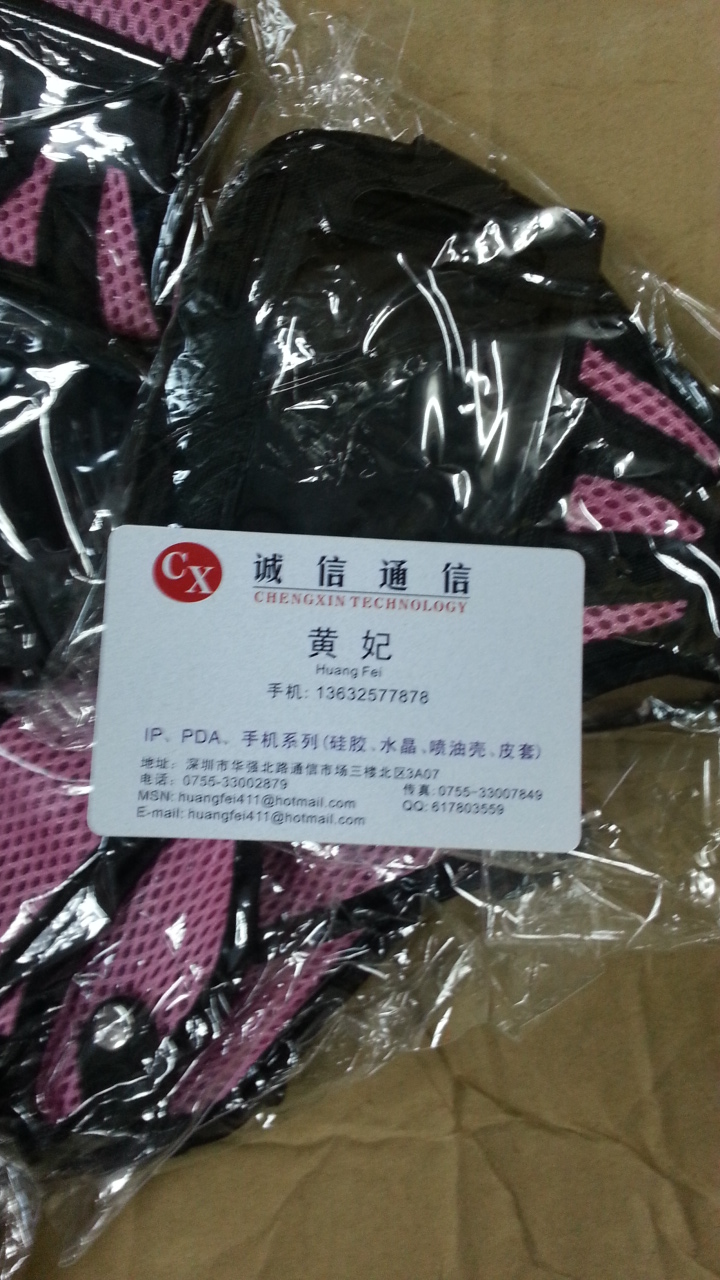 CX
诚信通信
CHENGXIN TECHNOLOGY
黄妃
Huang Fei
手机: 13632577878
IP、PDA、手机系列(硅胶、水晶、喷油壳、皮套)
地址: 深圳市华强北路通信市场三楼北区3A07
电话: 0755-33002879
传真:0755-33007849
MSN: huangfei411@hotmail.com
QQ: 617803559
E-mail: huangfei411@hotmail.com